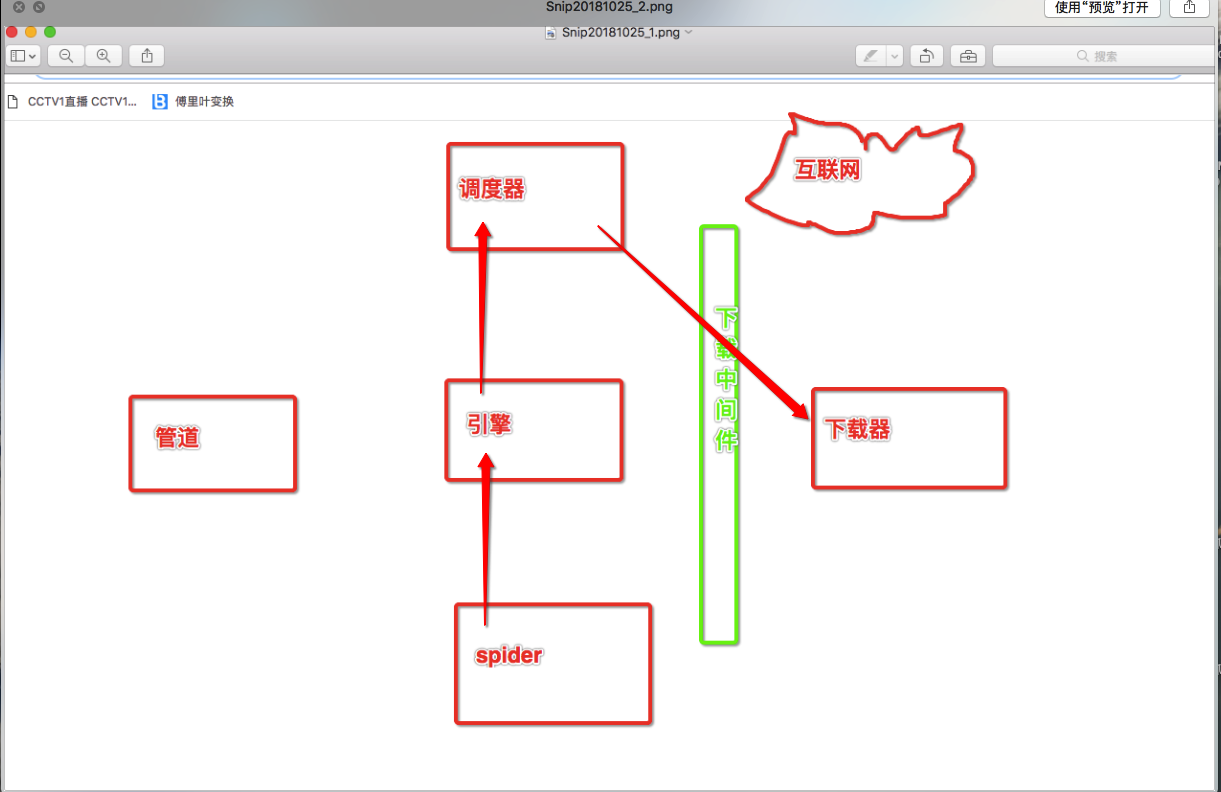 Snip20181025_2.png
使用“预览”打开
Snip20181025_1.png
搜索
CCTV1直播 CCTV1...
傅里叶变换
互联网
调度器
下载中间件
引擎
下载器
管道
spider